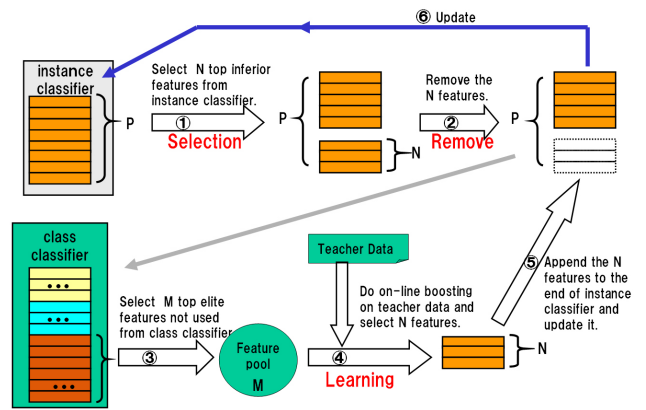 ⑥ Update
instance
classifier
P
Select N top inferior
features from
instance classifier.
①
Selection
P
N
Remove the
N features.
②
Remove
P
class
classifier
•••
•••
•••
Select M top elite
features not used
from class classifier
③
Feature
pool
M
Teacher Data
Do on-line boosting
on teacher data and
select N features.
④
Learning
N
⑤ Append the N
features to the
end of instance
classifier and
update it.